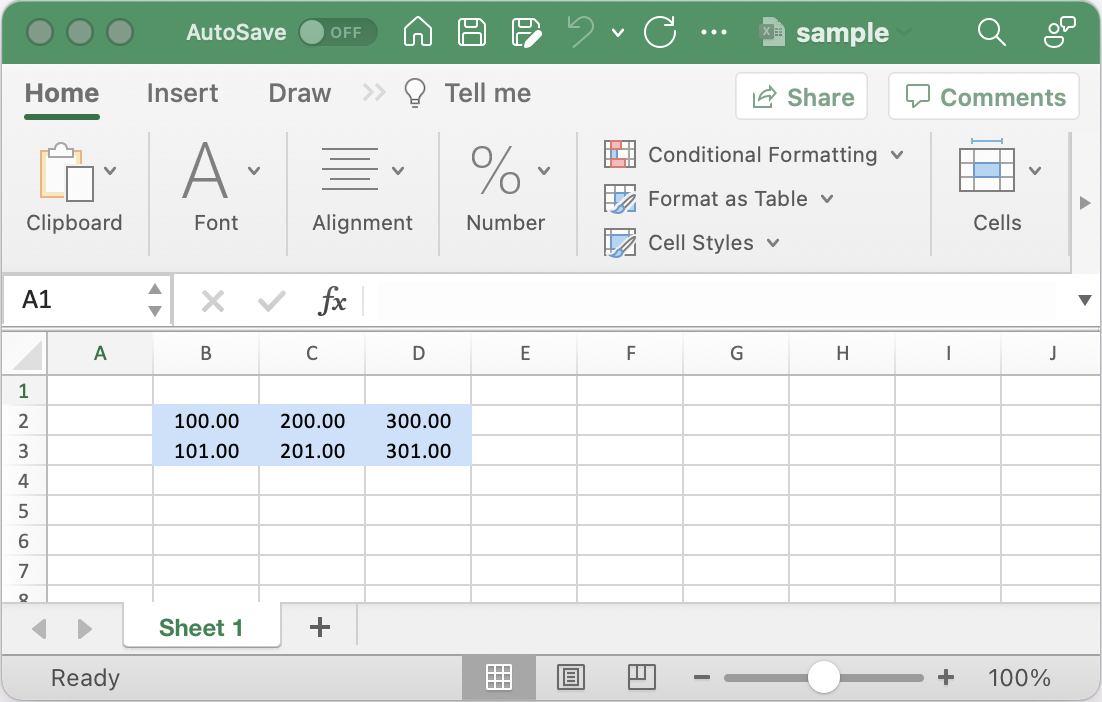 AutoSave OFF sample
Home Insert Draw Tell me Share Comments
Clipboard Font Alignment % Number Conditional Formatting
Format as Table
Cell Styles
Cells
A1 fx
A B C D E F G H I J
1
2 100.00 200.00 300.00
3 101.00 201.00 301.00
4
5
6
7
8
Sheet 1 +
Ready 100%